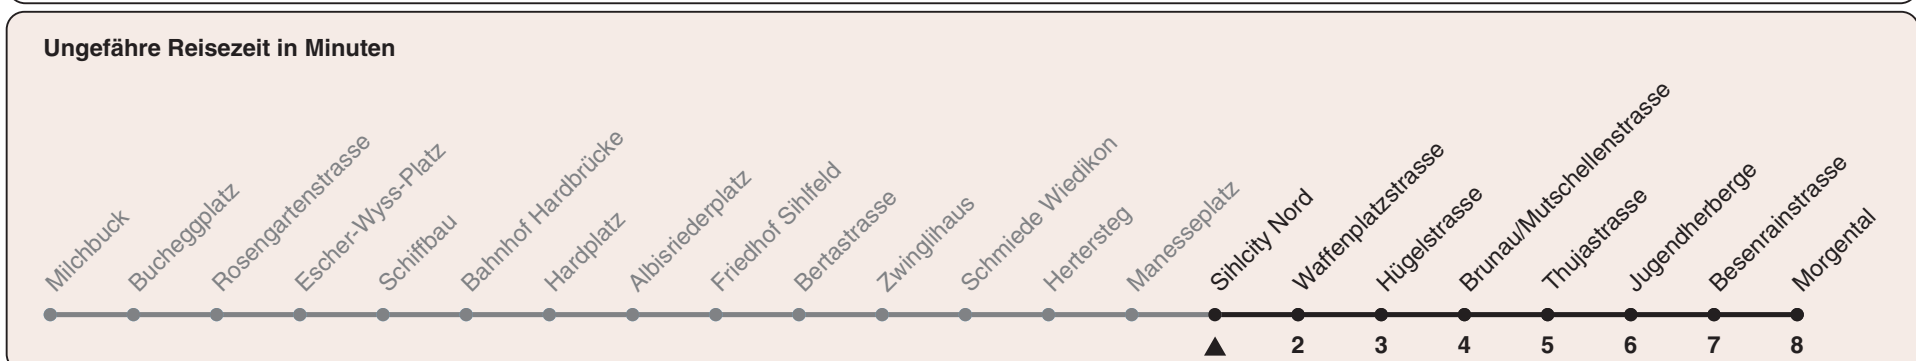 Ungefähre Reisezeit in Minuten
Milchbuck
Bucheggplatz
Rosengartenstrasse
Escher-Wyss-Platz
Schiffbau
Bahnhof Hardbrücke
Hardplatz
Albisriederplatz
Friedhof Sihlfeld
Bertastrasse
Zwinglihaus
Schmiede Wiedikon
Hertersteg
Manesseplatz
Sihlcity Nord
Waffenplatzstrasse
Hügelstrasse
Brunau/Mutschellenstrasse
Thujastrasse
Jugendherberge
Besenrainstrasse
Morgental
2 3 4 5 6 7 8